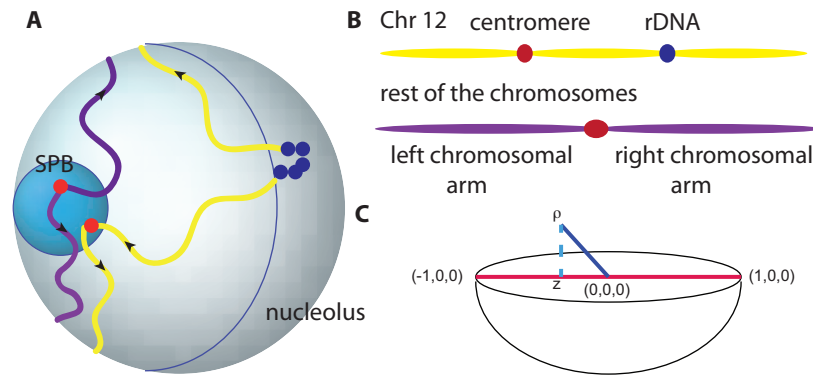 A
SPB
nucleolus
B Chr 12 centromere rDNA
rest of the chromosomes
left chromosomal right chromosomal
arm arm
C
ρ
(-1,0,0) z (0,0,0) (1,0,0)